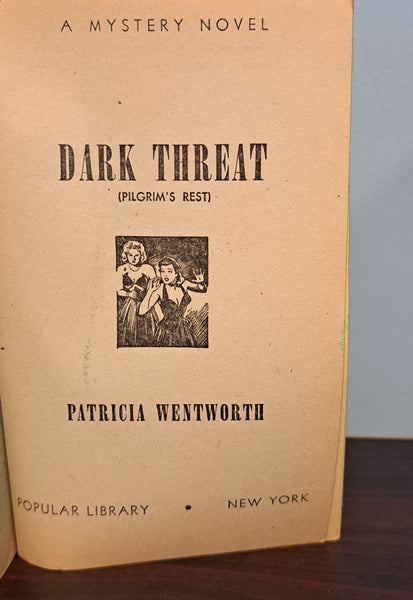 A MYSTERY NOVEL
DARK THREAT
(PILGRIM'S REST)
PATRICIA WENTWORTH
POPULAR LIBRARY • NEW YORK